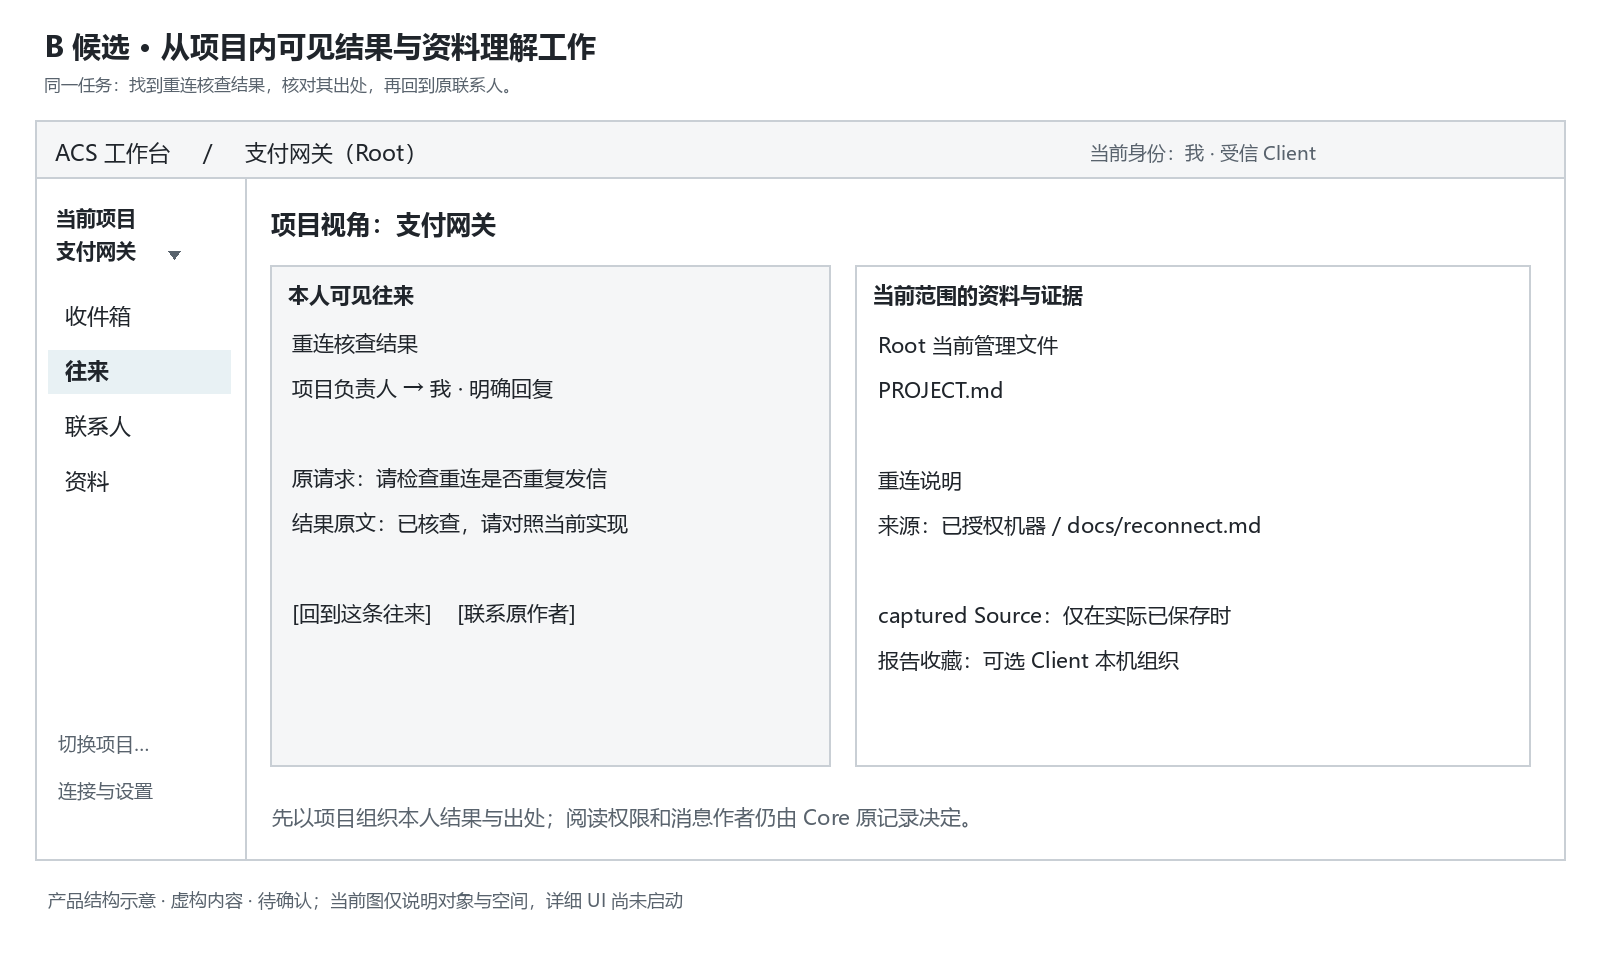 B 候选 · 从项目内可见结果与资料理解工作
同一任务：找到重连核查结果，核对其出处，再回到原联系人。
ACS 工作台 / 支付网关（Root） 当前身份：我 · 受信 Client
当前项目
支付网关
收件箱
往来
联系人
资料
切换项目...
连接与设置
项目视角：支付网关
本人可见往来
重连核查结果
项目负责人 → 我 · 明确回复
原请求：请检查重连是否重复发信
结果原文：已核查，请对照当前实现
[回到这条往来] [联系原作者]
当前范围的资料与证据
Root 当前管理文件
PROJECT.md
重连说明
来源：已授权机器 / docs/reconnect.md
captured Source：仅在实际已保存时
报告收藏：可选 Client 本机组织
先以项目组织本人结果与出处；阅读权限和消息作者仍由 Core 原记录决定。
产品结构示意 · 虚构内容 · 待确认；当前图仅说明对象与空间，详细 UI 尚未启动